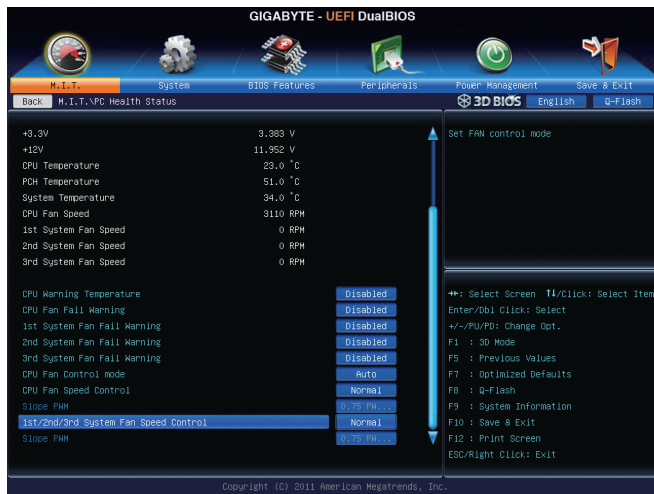 GIGABYTE - UEFI DualBIOS
M.I.T.
System
BIOS Features
Peripherals
Power Management
Save & Exit
Back
M.I.T.\PC Health Status
3D BIOS
English
Q-Flash
+3.3V 3.383 V
+12V 11.952 V
CPU Temperature 23.0 °C
PCH Temperature 51.0 °C
System Temperature 34.0 °C
CPU Fan Speed 3110 RPM
1st System Fan Speed 0 RPM
2nd System Fan Speed 0 RPM
3rd System Fan Speed 0 RPM
CPU Warning Temperature Disabled
CPU Fan Fail Warning Disabled
1st System Fan Fail Warning Disabled
2nd System Fan Fail Warning Disabled
3rd System Fan Fail Warning Disabled
CPU Fan Control mode Auto
CPU Fan Speed Control Normal
Slope PWM 0.75 PW...
1st/2nd/3rd System Fan Speed Control Normal
Slope PWM 0.75 PW...
Set FAN control mode
↔: Select Screen ↑↓/Click: Select Item
Enter/Dbl Click: Select
+/-/PU/PD: Change Opt.
F1 : 3D Mode
F5 : Previous Values
F7 : Optimized Defaults
F8 : Q-Flash
F9 : System Information
F10 : Save & Exit
F12 : Print Screen
ESC/Right Click: Exit
Copyright (C) 2011 American Megatrends, Inc.